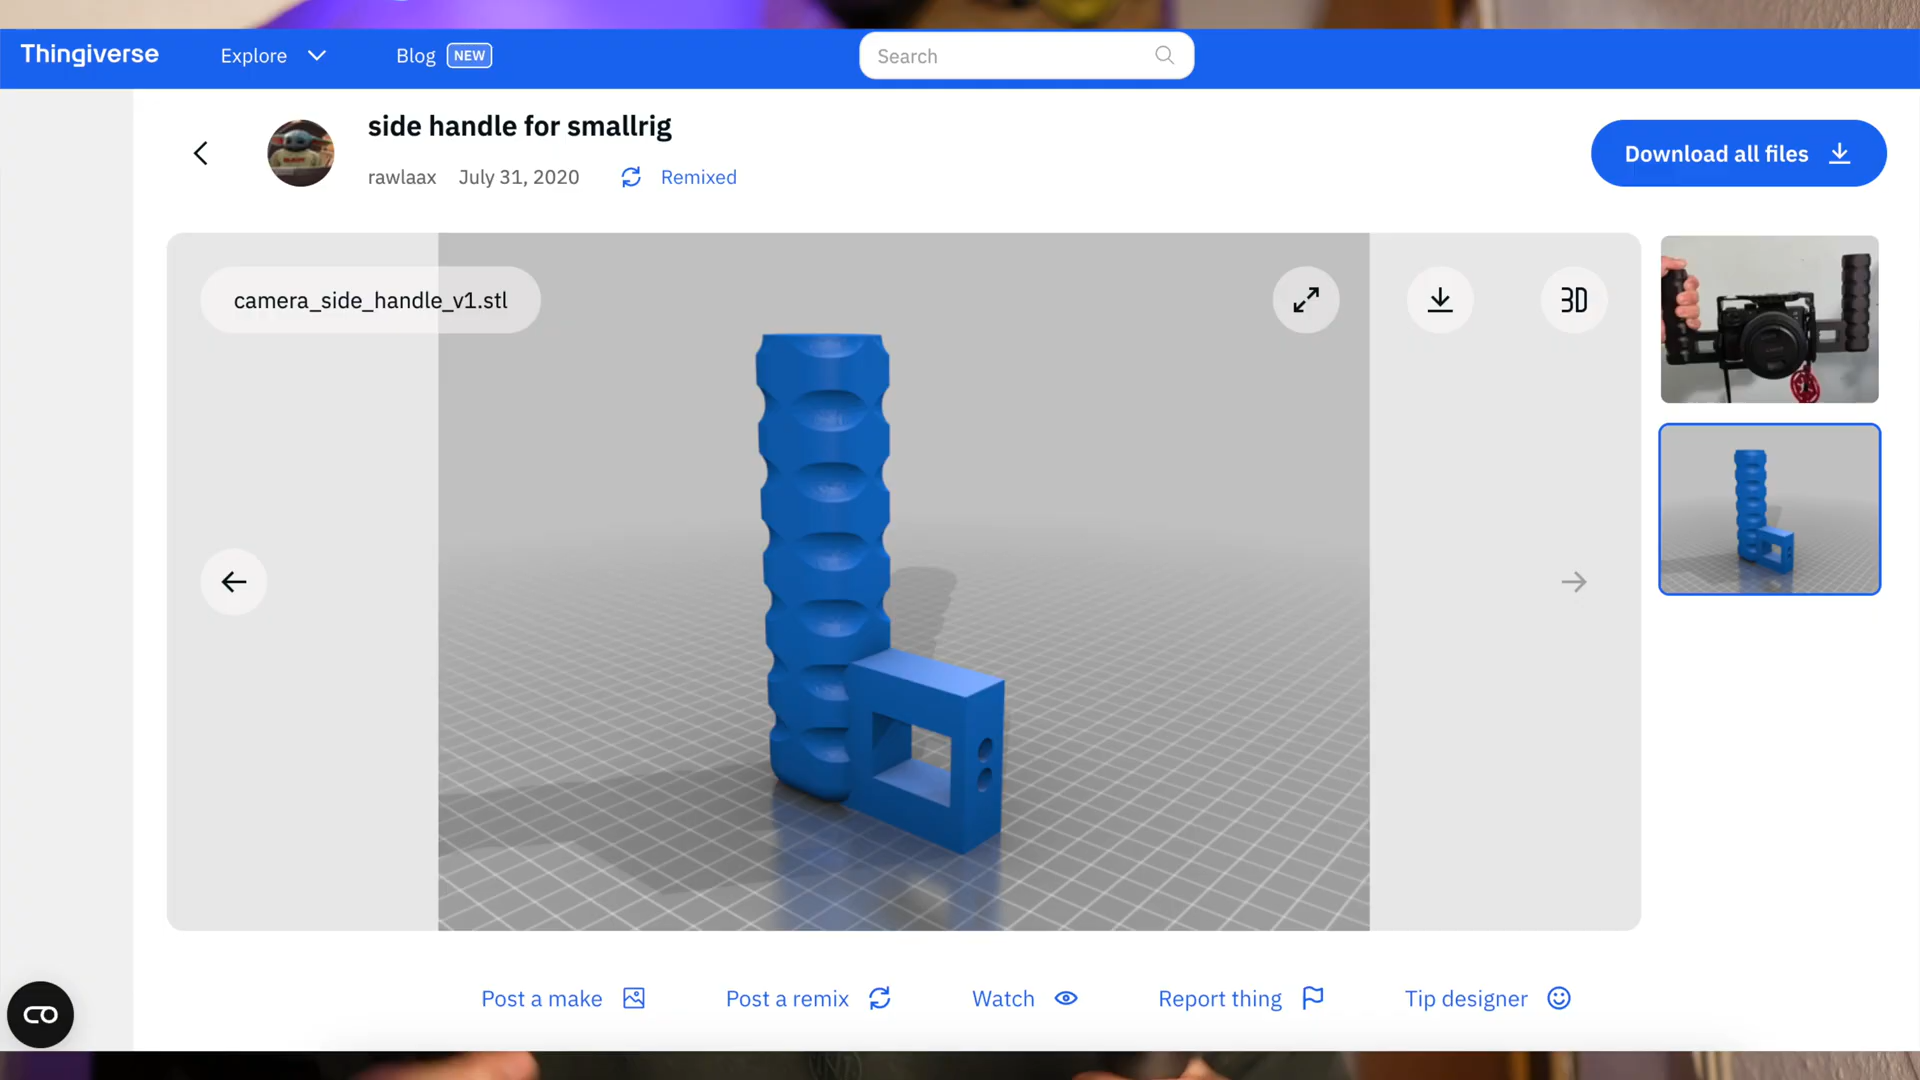 Thingiverse
Explore
Blog NEW
Search
side handle for smallrig
rawlaax July 31, 2020 Remixed
Download all files
camera_side_handle_v1.stl
3D
Post a make
Post a remix
Watch
Report thing
Tip designer